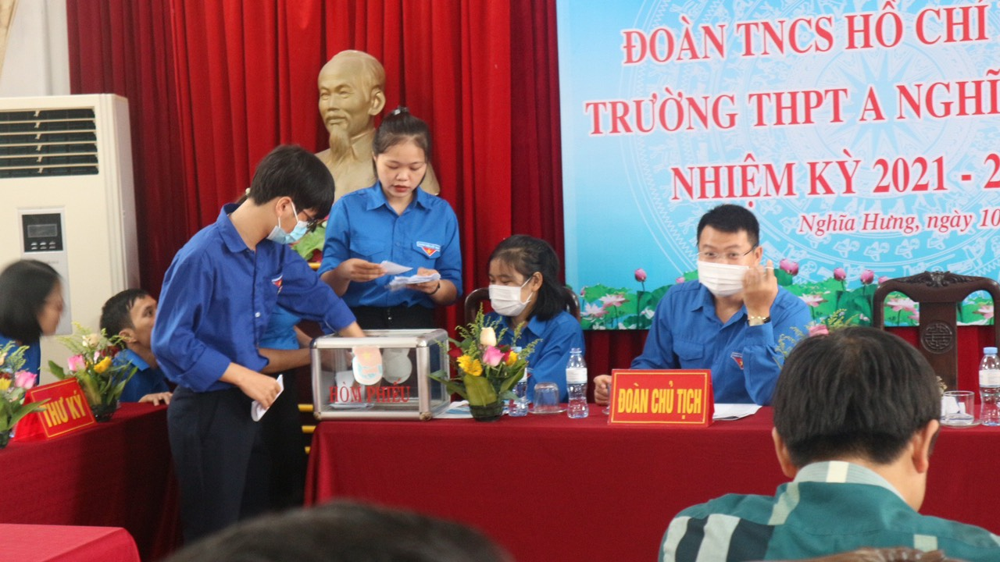 ĐOÀN TNCS HỒ CHÍ
TRƯỜNG THPT A NGHĨ
NHIỆM KỲ 2021 - 2
Nghĩa Hưng, ngày 10
HÒM PHIẾU
THƯ KÝ
ĐOÀN CHỦ TỊCH